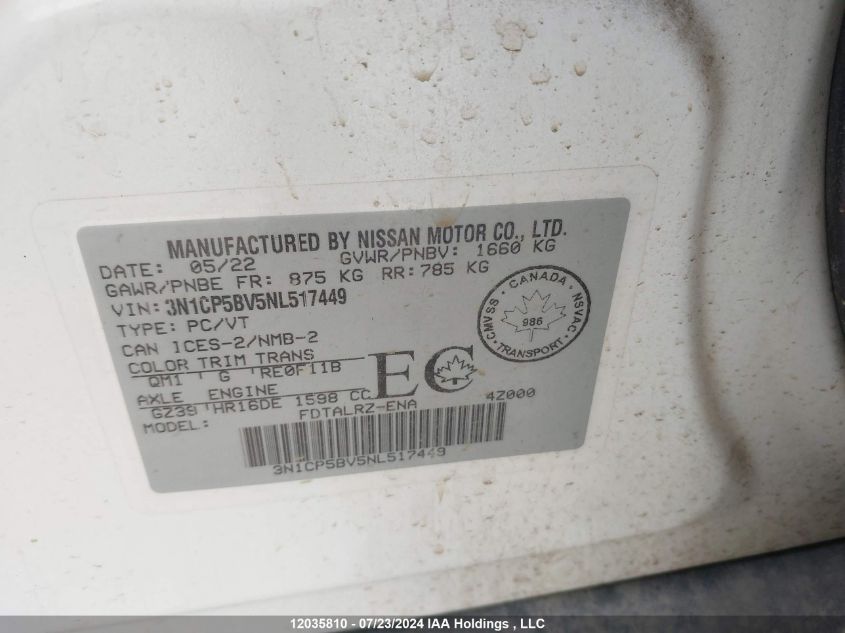 MANUFACTURED BY NISSAN MOTOR CO., LTD.
DATE: 05/22 GVWR/PNBV: 1660 KG
GAWR/PNBE FR: 875 KG RR: 785 KG
VIN: 3N1CP5BV5NL517449
TYPE: PC/VT
CAN ICES-2/NMB-2
COLOR TRIM TRANS
QM1 G RE0F11B
AXLE ENGINE
GZ39 HR16DE 1598 CC
EC
4Z000
MODEL: FDTALRZ-ENA
3N1CP5BV5NL517449
CANADA
CMVSS NSVAC
986
TRANSPORT
12035810 - 07/23/2024 IAA Holdings , LLC